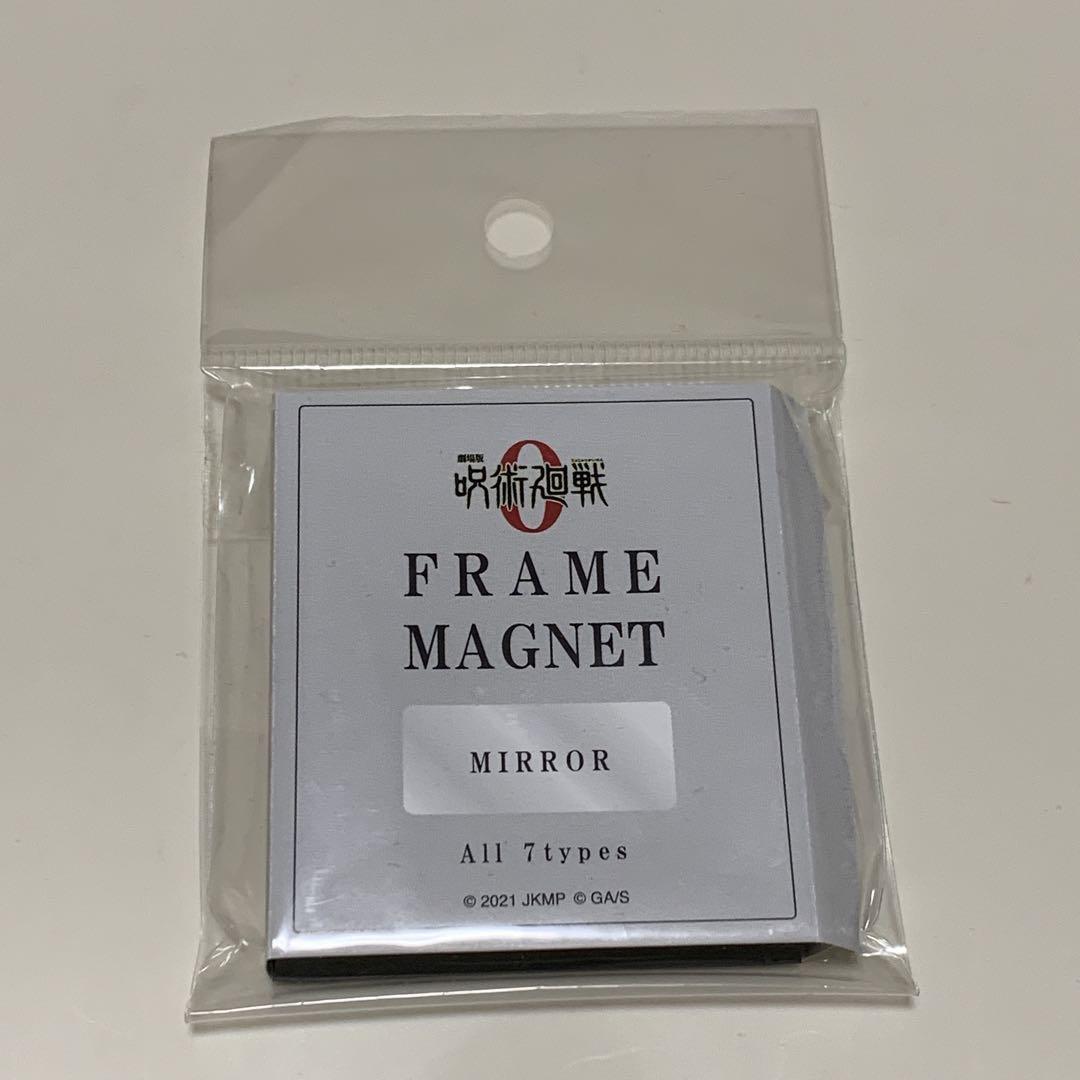 劇場版
呪術廻戦
0
FRAME
MAGNET
MIRROR
All 7types
© 2021 JKMP © GA/S